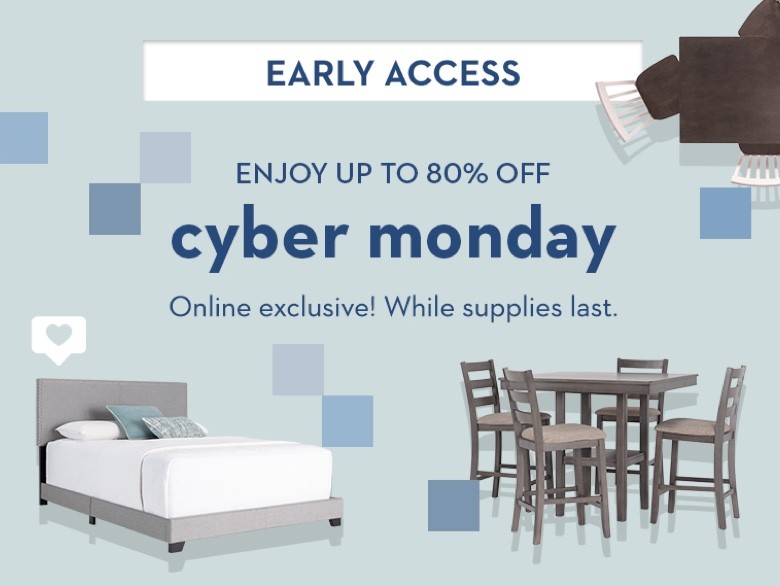 EARLY ACCESS
ENJOY UP TO 80% OFF
cyber monday
Online exclusive! While supplies last.